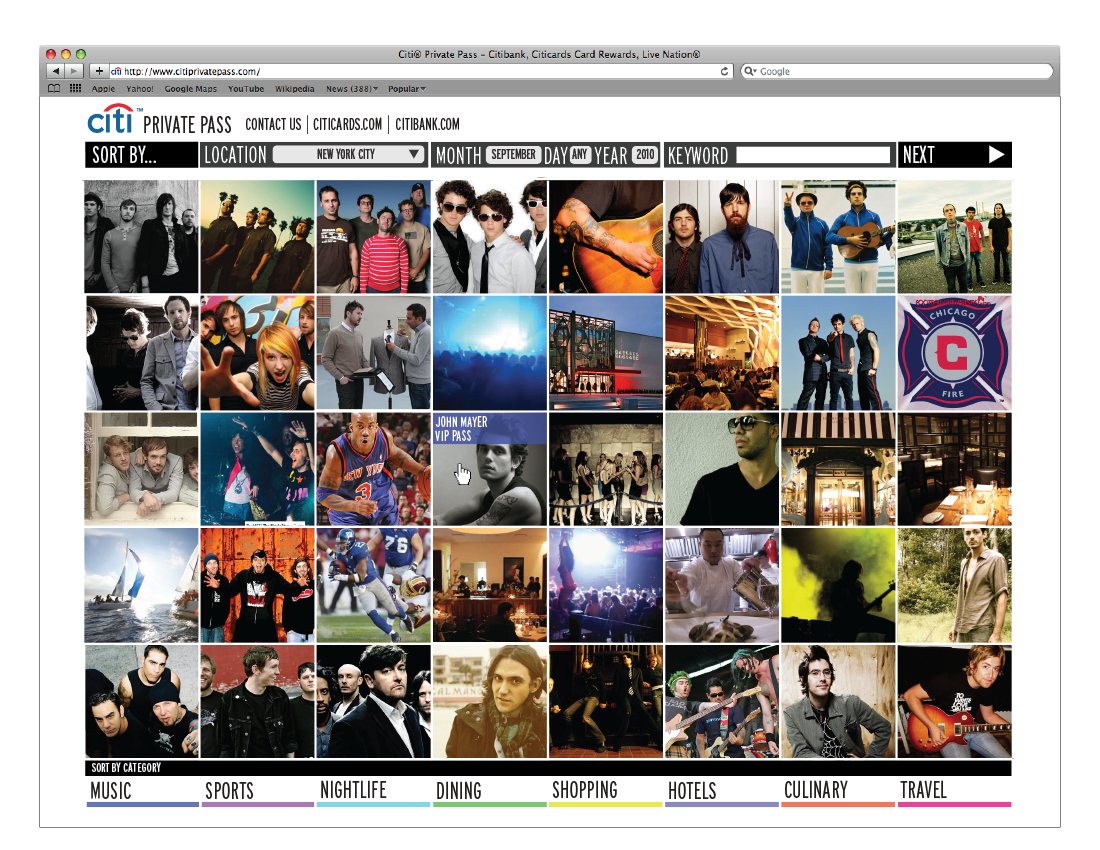 Citi® Private Pass – Citibank, Citicards Card Rewards, Live Nation®
citi http://www.citiprivatepass.com/
Google
Apple Yahoo! Google Maps YouTube Wikipedia News (388) Popular
citi™ PRIVATE PASS CONTACT US | CITICARDS.COM | CITIBANK.COM
SORT BY... LOCATION NEW YORK CITY MONTH SEPTEMBER DAY ANY YEAR 2010 KEYWORD NEXT
CHICAGO
C
FIRE
JOHN MAYER
VIP PASS
NEW YORK
3
76
SORT BY CATEGORY
MUSIC SPORTS NIGHTLIFE DINING SHOPPING HOTELS CULINARY TRAVEL